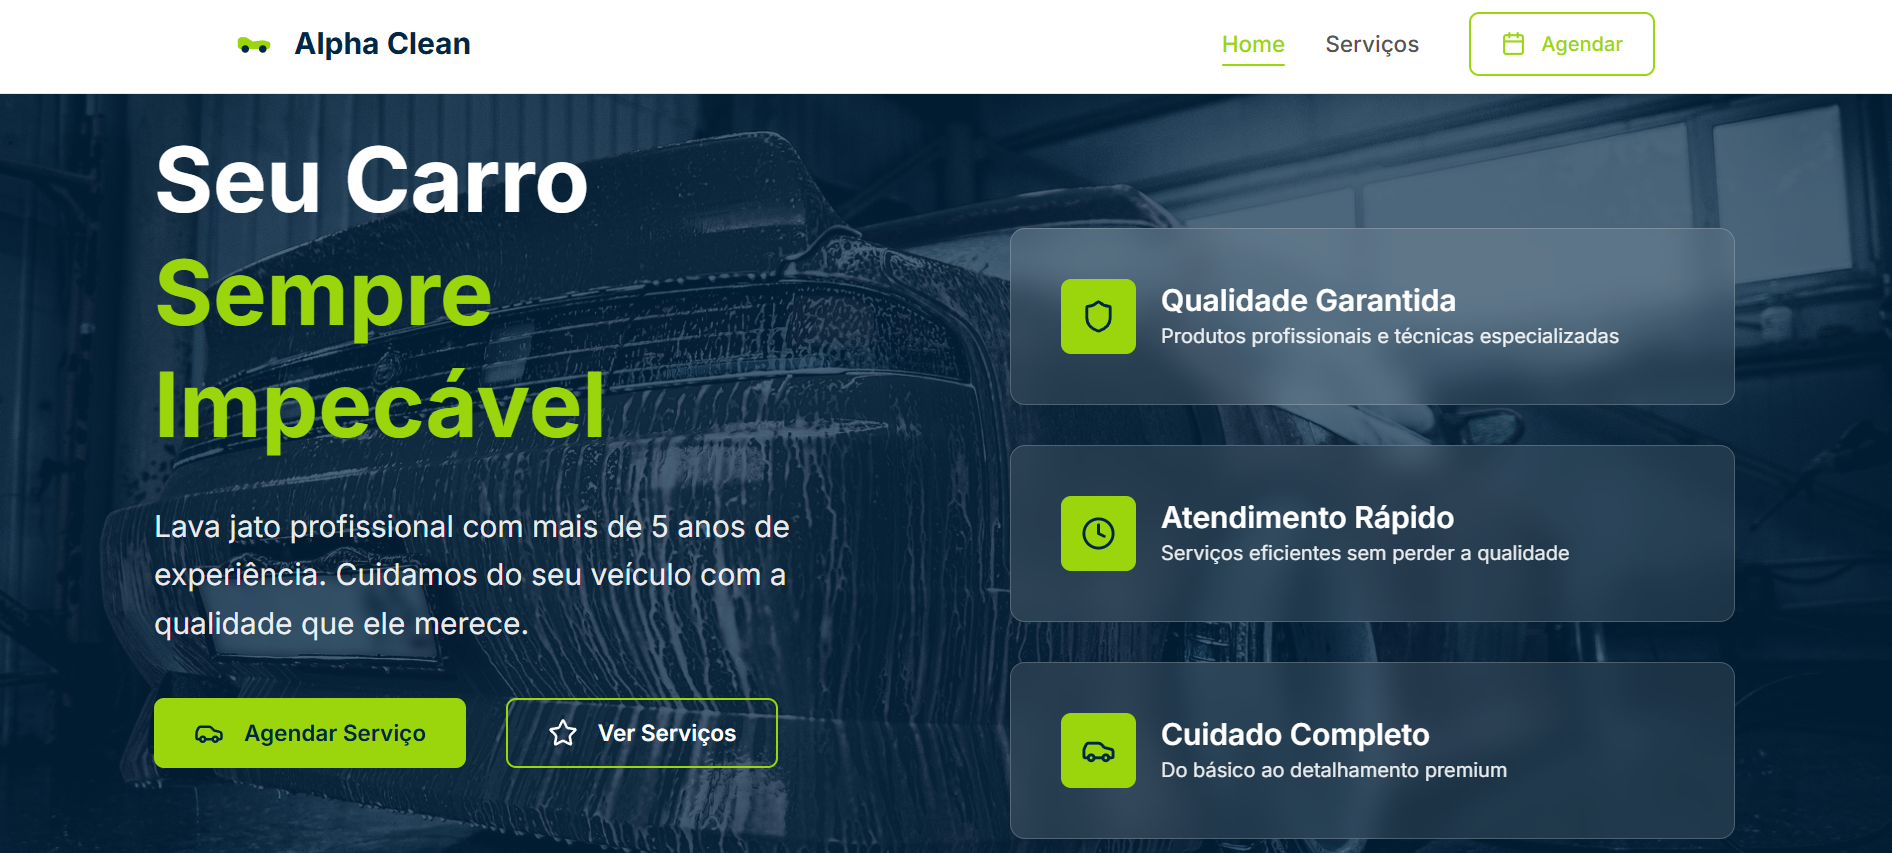 Alpha Clean
Home
Serviços
Agendar
Seu Carro
Sempre
Impecável
Lava jato profissional com mais de 5 anos de
experiência. Cuidamos do seu veículo com a
qualidade que ele merece.
Agendar Serviço
Ver Serviços
Qualidade Garantida
Produtos profissionais e técnicas especializadas
Atendimento Rápido
Serviços eficientes sem perder a qualidade
Cuidado Completo
Do básico ao detalhamento premium